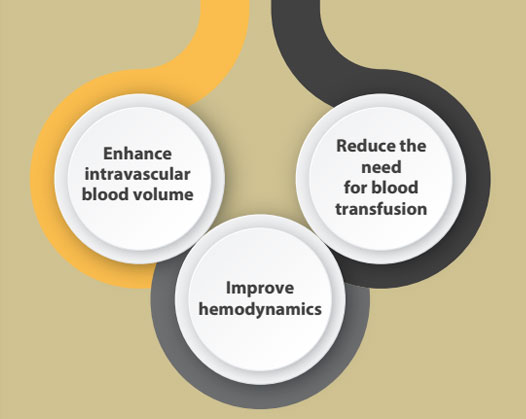 Enhance
intravascular
blood volume
Reduce the
need
for blood
transfusion
Improve
hemodynamics